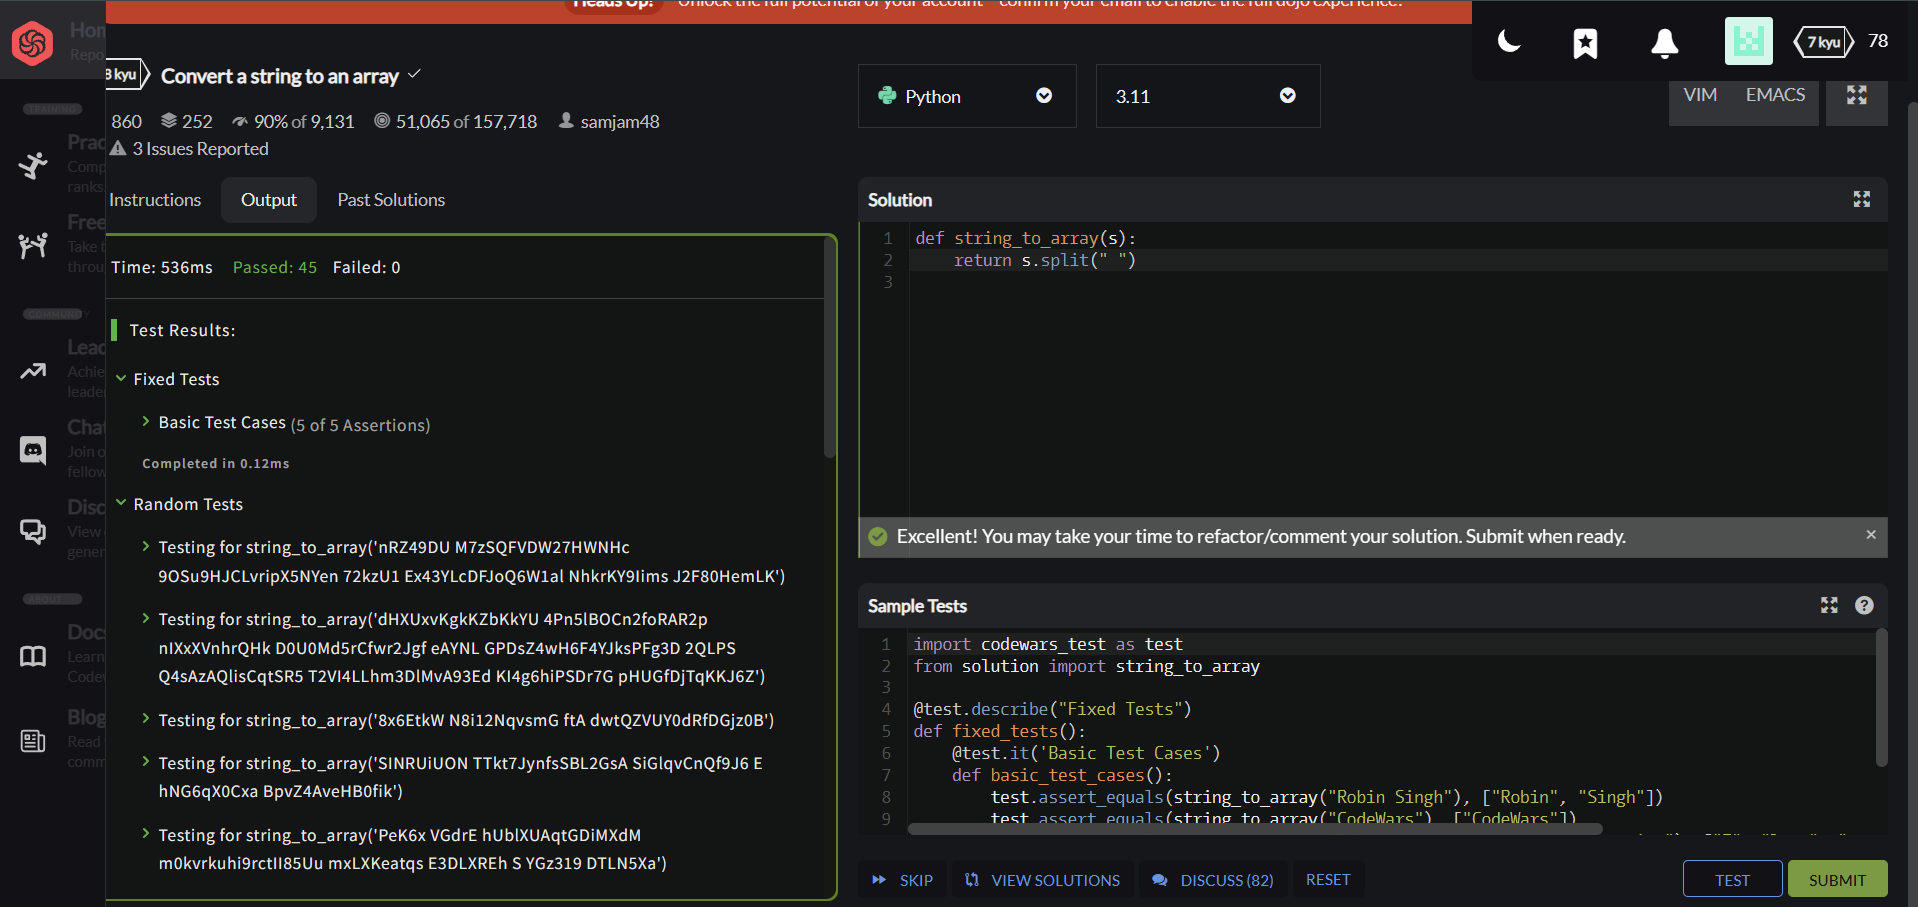 Heads Up! Unlock the full potential of your account - confirm your email to enable the full dojo experience!
7 kyu 78
8 kyu Convert a string to an array
860 252 90% of 9,131 51,065 of 157,718 samjam48
3 Issues Reported
Instructions Output Past Solutions
Time: 536ms Passed: 45 Failed: 0
Test Results:
Fixed Tests
Basic Test Cases (5 of 5 Assertions)
Completed in 0.12ms
Random Tests
Testing for string_to_array('nRZ49DU M7zSQFVDW27HWNHc
9OSu9HJCLvripX5NYen 72kzU1 Ex43YLcDFJoQ6W1al NhkrKY9Iims J2F80HemLK')
Testing for string_to_array('dHXUxvKgkKZbKkYU 4Pn5lBOCn2foRAR2p
nIXxXVnhrQHk D0U0Md5rCfwr2Jgf eAYNL GPDsZ4wH6F4YJksPFg3D 2QLPS
Q4sAzAQlisCqtSR5 T2VI4LLhm3DlMvA93Ed KI4g6hiPSDr7G pHUGfDjTqKKJ6Z')
Testing for string_to_array('8x6EtkW N8i12NqvsmG ftA dwtQZVUY0dRfDGjz0B')
Testing for string_to_array('SINRUiUON TTkt7JynfsSBL2GsA SiGlqvCnQf9J6 E
hNG6qX0Cxa BpvZ4AveHB0fik')
Testing for string_to_array('PeK6x VGdrE hUblXUAqtGDiMXdM
m0kvrkuhi9rctII85Uu mxLXKeatqs E3DLXREh S YGz319 DTLN5Xa')
TRAINING
Prac
Comp
ranks
Free
Take t
throu
COMMUNITY
Lead
Achie
leade
Chat
Join o
fellow
Disc
View
gener
ABOUT
Docs
Learn
Codew
Blog
Read
comm
Hom
Repo
Python 3.11
VIM EMACS
Solution
1 def string_to_array(s):
2 return s.split(" ")
3
Excellent! You may take your time to refactor/comment your solution. Submit when ready.
Sample Tests
1 import codewars_test as test
2 from solution import string_to_array
3
4 @test.describe("Fixed Tests")
5 def fixed_tests():
6 @test.it('Basic Test Cases')
7 def basic_test_cases():
8 test.assert_equals(string_to_array("Robin Singh"), ["Robin", "Singh"])
9 test.assert_equals(string_to_array("CodeWars"), ["CodeWars"])
SKIP VIEW SOLUTIONS DISCUSS (82) RESET TEST SUBMIT